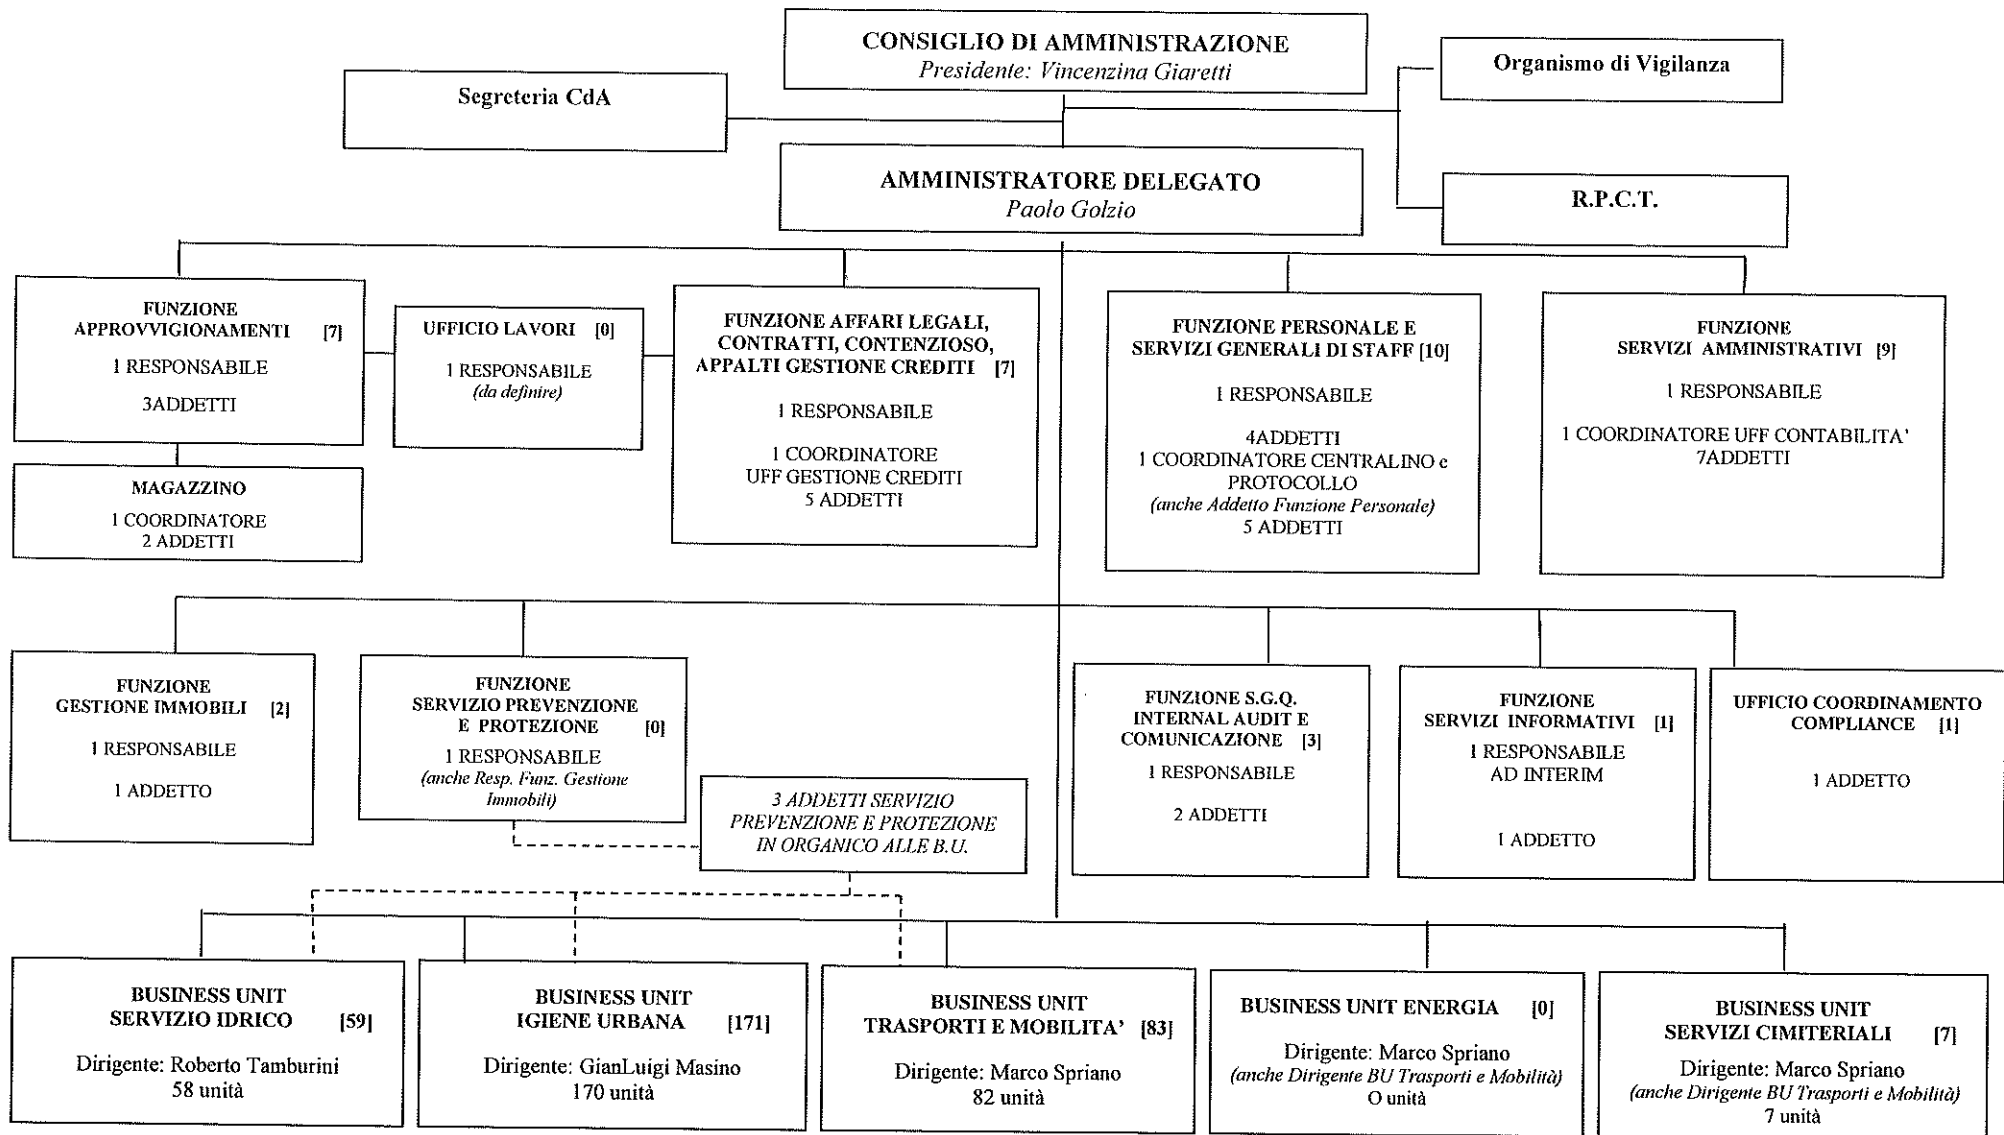 CONSIGLIO DI AMMINISTRAZIONE
Presidente: Vincenzina Giaretti
Organismo di Vigilanza
Segreteria CdA
AMMINISTRATORE DELEGATO
Paolo Golzio
R.P.C.T.
FUNZIONE
APPROVVIGIONAMENTI [7]
1 RESPONSABILE
3ADDETTI
MAGAZZINO
1 COORDINATORE
2 ADDETTI
UFFICIO LAVORI [0]
1 RESPONSABILE
(da definire)
FUNZIONE AFFARI LEGALI,
CONTRATTI, CONTENZIOSO,
APPALTI GESTIONE CREDITI [7]
1 RESPONSABILE
1 COORDINATORE
UFF GESTIONE CREDITI
5 ADDETTI
FUNZIONE PERSONALE E
SERVIZI GENERALI DI STAFF [10]
1 RESPONSABILE
4ADDETTI
1 COORDINATORE CENTRALINO e
PROTOCOLLO
(anche Addetto Funzione Personale)
5 ADDETTI
FUNZIONE
SERVIZI AMMINISTRATIVI [9]
1 RESPONSABILE
1 COORDINATORE UFF CONTABILITA'
7ADDETTI
FUNZIONE
GESTIONE IMMOBILI [2]
1 RESPONSABILE
1 ADDETTO
FUNZIONE
SERVIZIO PREVENZIONE
E PROTEZIONE [0]
1 RESPONSABILE
(anche Resp. Funz. Gestione
Immobili)
3 ADDETTI SERVIZIO
PREVENZIONE E PROTEZIONE
IN ORGANICO ALLE B.U.
FUNZIONE S.G.Q.
INTERNAL AUDIT E
COMUNICAZIONE [3]
1 RESPONSABILE
2 ADDETTI
FUNZIONE
SERVIZI INFORMATIVI [1]
1 RESPONSABILE
AD INTERIM
1 ADDETTO
UFFICIO COORDINAMENTO
COMPLIANCE [1]
1 ADDETTO
BUSINESS UNIT
SERVIZIO IDRICO [59]
Dirigente: Roberto Tamburini
58 unità
BUSINESS UNIT
IGIENE URBANA [171]
Dirigente: GianLuigi Masino
170 unità
BUSINESS UNIT
TRASPORTI E MOBILITA' [83]
Dirigente: Marco Spriano
82 unità
BUSINESS UNIT ENERGIA [0]
Dirigente: Marco Spriano
(anche Dirigente BU Trasporti e Mobilità)
O unità
BUSINESS UNIT
SERVIZI CIMITERIALI [7]
Dirigente: Marco Spriano
(anche Dirigente BU Trasporti e Mobilità)
7 unità